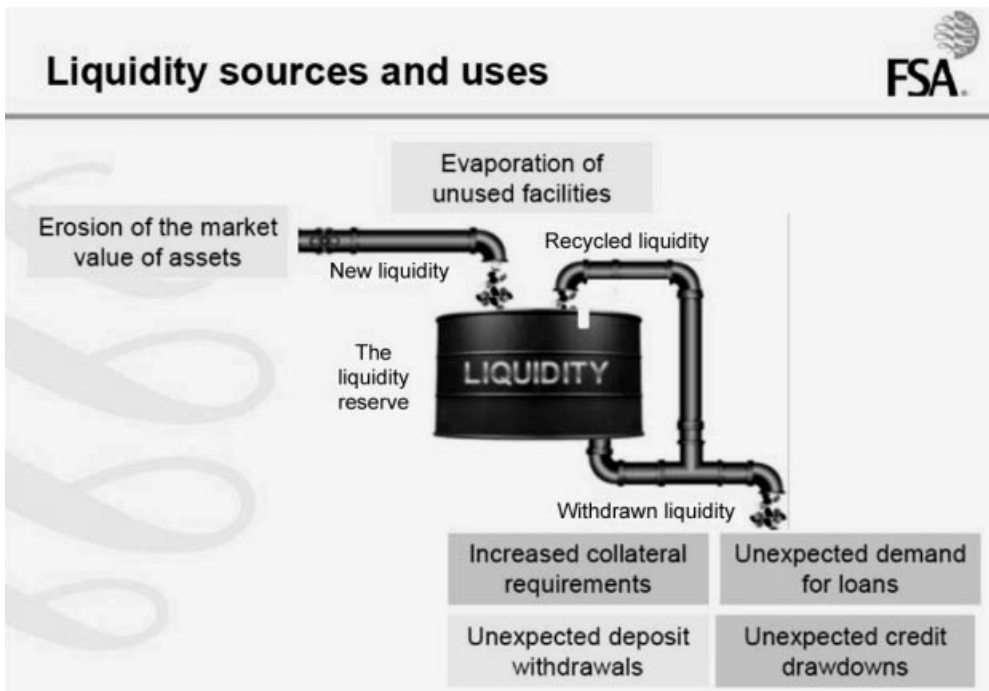 Liquidity sources and uses
FSA
Evaporation of
unused facilities
Erosion of the market
value of assets
Recycled liquidity
New liquidity
The
liquidity
reserve
LIQUIDITY
Withdrawn liquidity
Increased collateral
requirements
Unexpected demand
for loans
Unexpected deposit
withdrawals
Unexpected credit
drawdowns